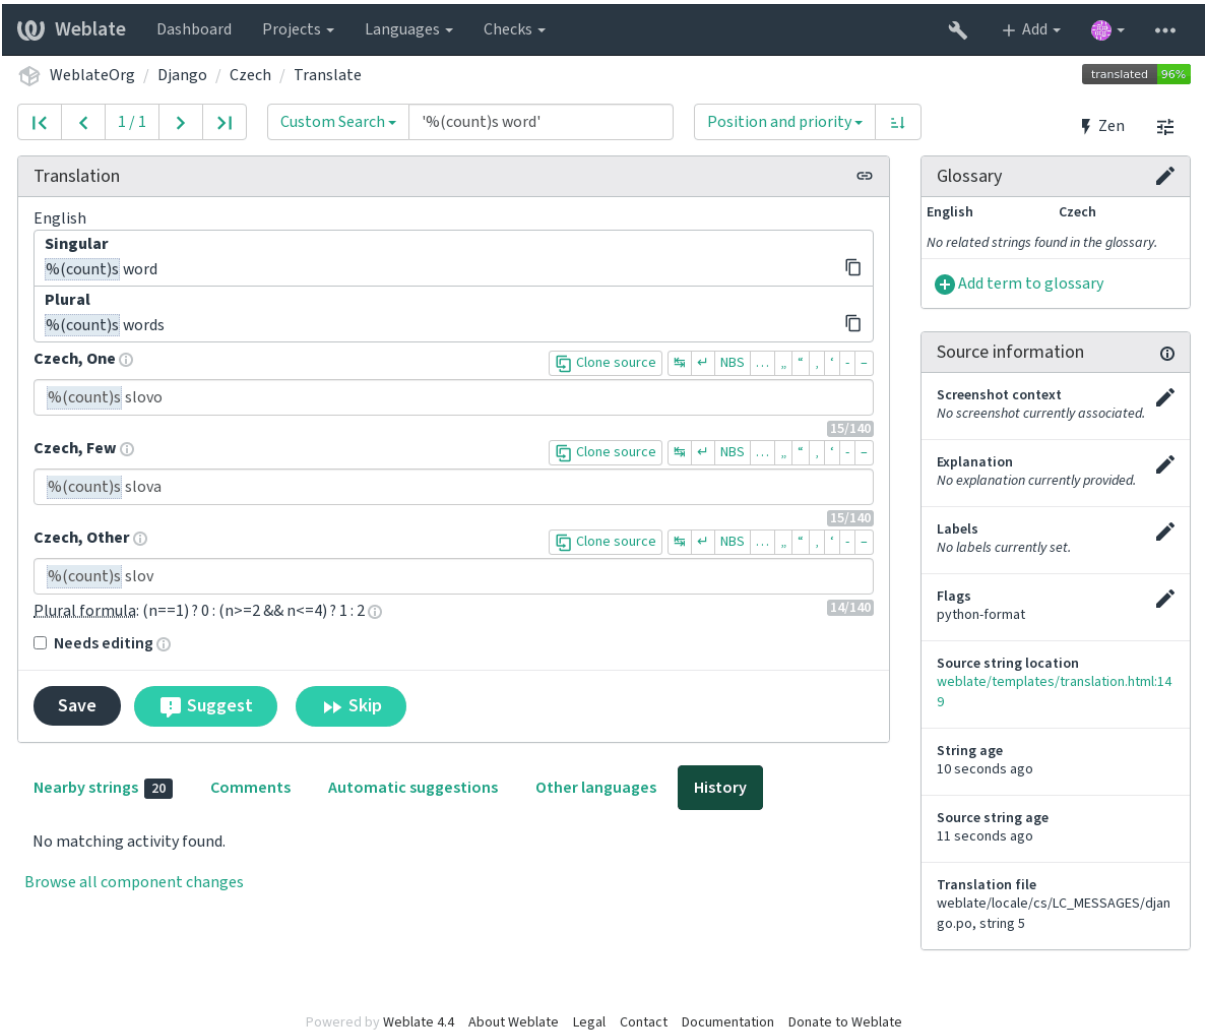 Weblate Dashboard Projects Languages Checks Add
WeblateOrg / Django / Czech / Translate
translated 96%
1 / 1 Custom Search '%(count)s word' Position and priority Zen
Translation
English
Singular
%(count)s word
Plural
%(count)s words
Czech, One
Clone source ↹ ↵ NBS … „ “ ‚ ‘ - –
%(count)s slovo
15/140
Czech, Few
Clone source ↹ ↵ NBS … „ “ ‚ ‘ - –
%(count)s slova
15/140
Czech, Other
Clone source ↹ ↵ NBS … „ “ ‚ ‘ - –
%(count)s slov
14/140
Plural formula: (n==1) ? 0 : (n>=2 && n<=4) ? 1 : 2
Needs editing
Save Suggest Skip
Nearby strings 20 Comments Automatic suggestions Other languages History
No matching activity found.
Browse all component changes
Glossary
English Czech
No related strings found in the glossary.
Add term to glossary
Source information
Screenshot context
No screenshot currently associated.
Explanation
No explanation currently provided.
Labels
No labels currently set.
Flags
python-format
Source string location
weblate/templates/translation.html:14
9
String age
10 seconds ago
Source string age
11 seconds ago
Translation file
weblate/locale/cs/LC_MESSAGES/djan
go.po, string 5
Powered by Weblate 4.4 About Weblate Legal Contact Documentation Donate to Weblate